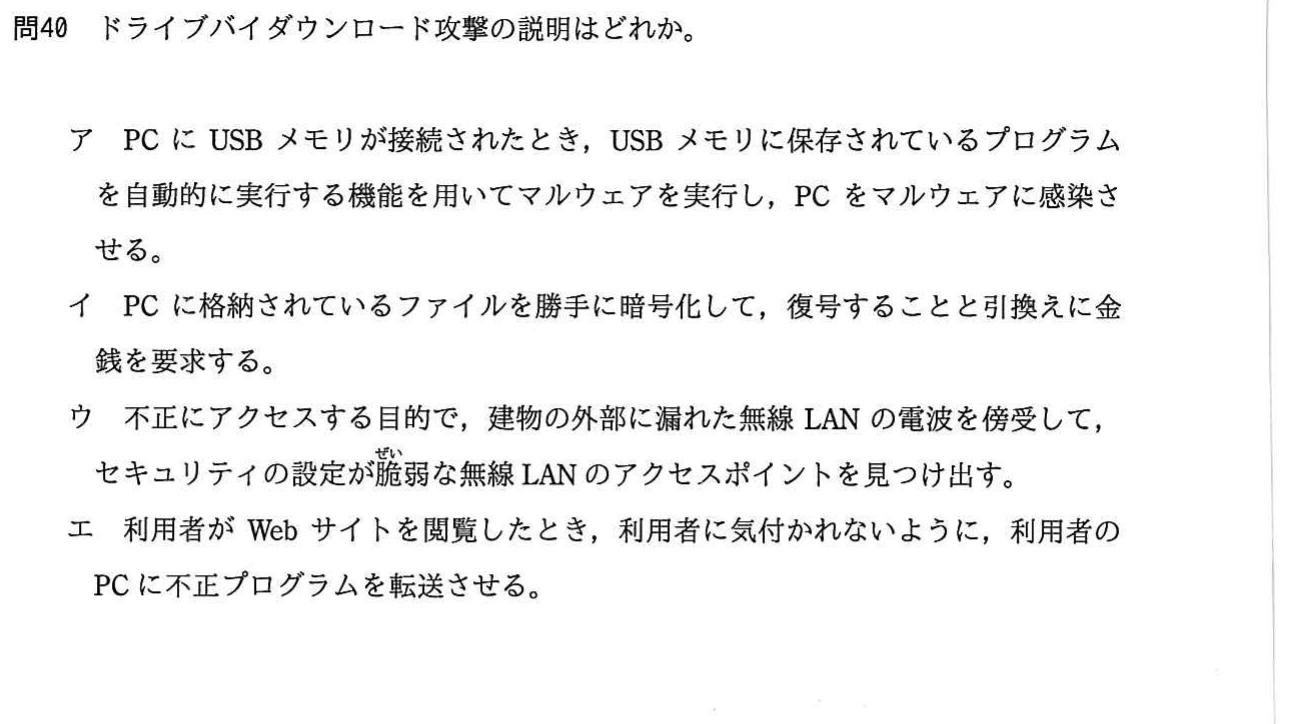 問40 ドライブバイダウンロード攻撃の説明はどれか。
ア PC に USB メモリが接続されたとき，USB メモリに保存されているプログラム
を自動的に実行する機能を用いてマルウェアを実行し，PC をマルウェアに感染さ
せる。
イ PC に格納されているファイルを勝手に暗号化して，復号することと引換えに金
銭を要求する。
ウ 不正にアクセスする目的で，建物の外部に漏れた無線 LAN の電波を傍受して，
ぜい
セキュリティの設定が脆弱な無線 LAN のアクセスポイントを見つけ出す。
エ 利用者が Web サイトを閲覧したとき，利用者に気付かれないように，利用者の
PC に不正プログラムを転送させる。